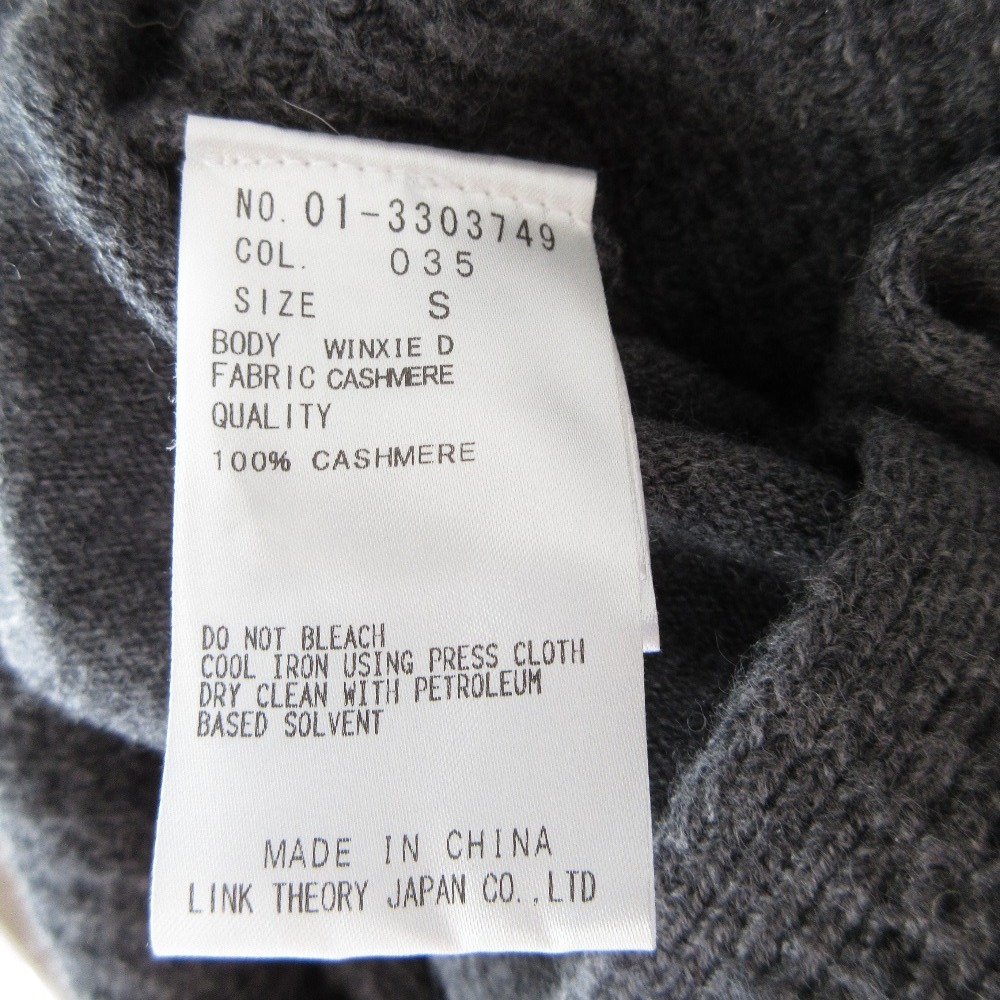 NO. 01-3303749
COL. 035
SIZE S
BODY WINXIE D
FABRIC CASHMERE
QUALITY
100% CASHMERE
DO NOT BLEACH
COOL IRON USING PRESS CLOTH
DRY CLEAN WITH PETROLEUM
BASED SOLVENT
MADE IN CHINA
LINK THEORY JAPAN CO.,LTD